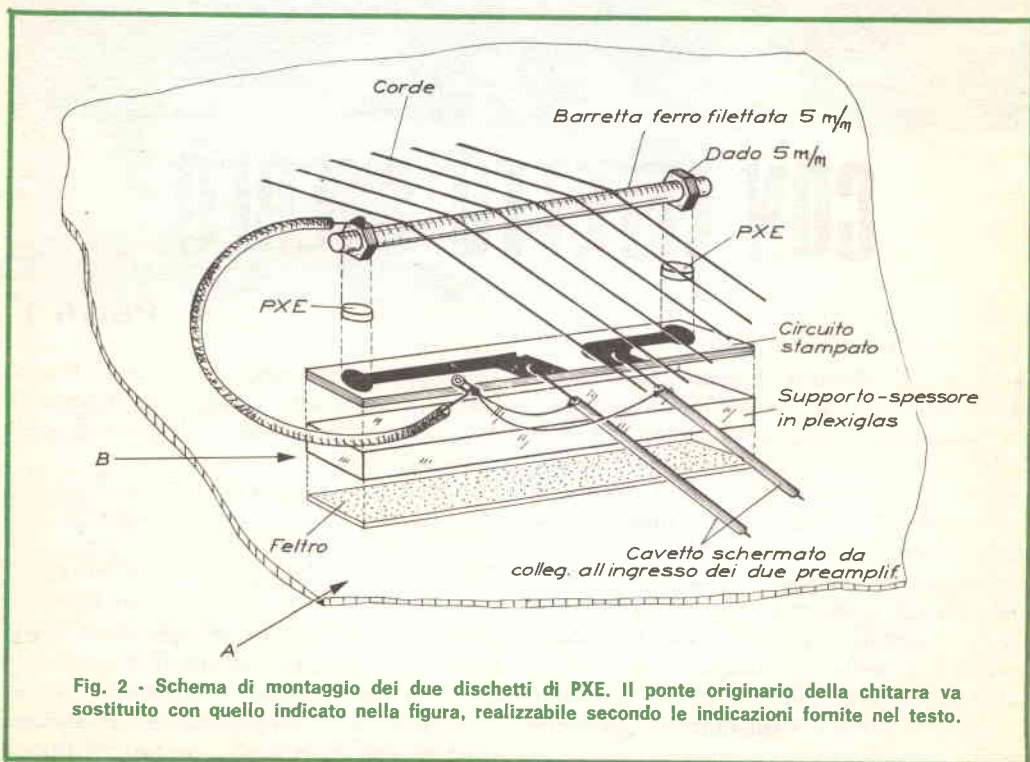 Corde
Barretta ferro filettata 5 m/m
Dado 5 m/m
PXE
PXE
Circuito
stampato
Supporto-spessore
in plexiglas
B
Feltro
Cavetto schermato da
colleg. all ingresso dei due preamplif.
A
Fig. 2 - Schema di montaggio dei due dischetti di PXE. Il ponte originario della chitarra va
sostituito con quello indicato nella figura, realizzabile secondo le indicazioni fornite nel testo.